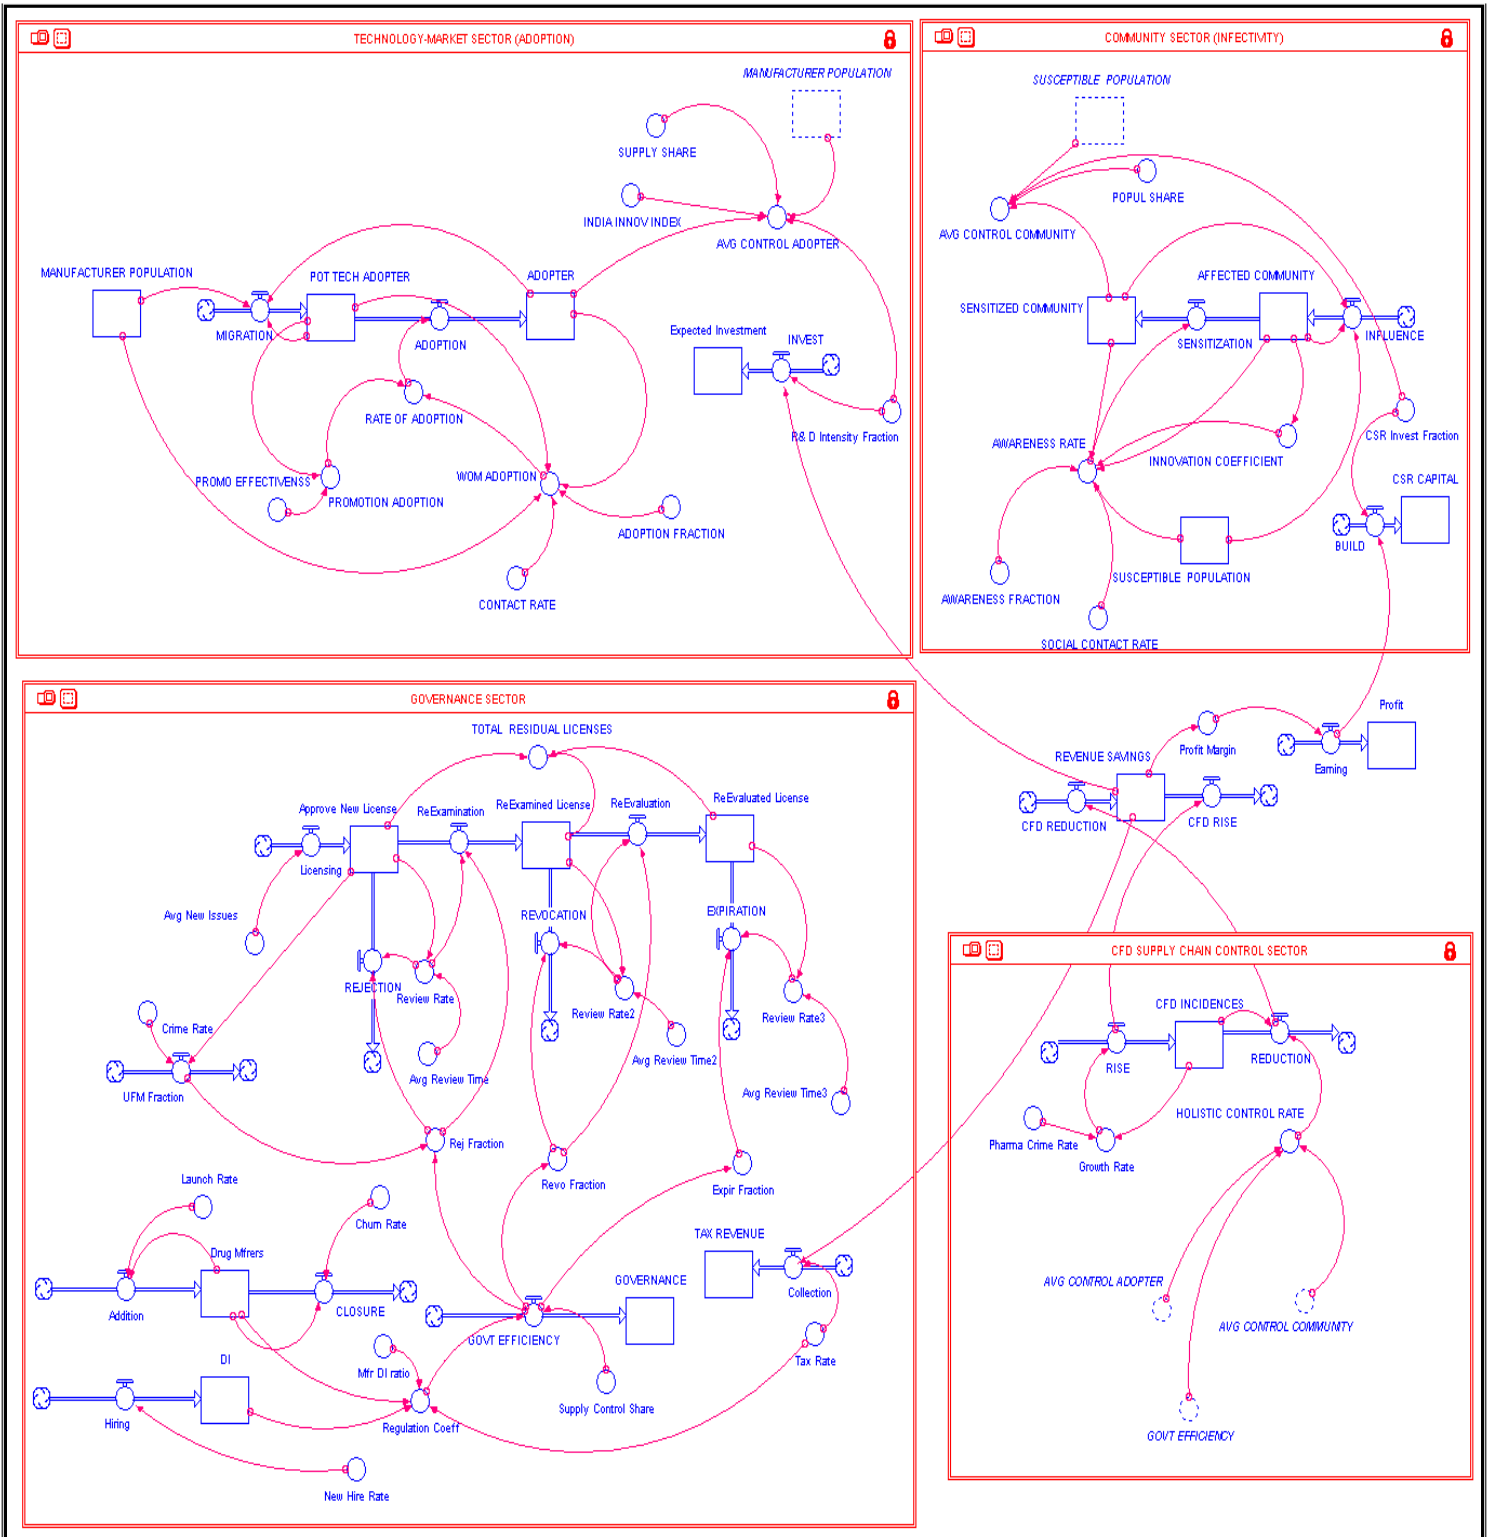 TECHNOLOGY-MARKET SECTOR (ADOPTION)
MANUFACTURER POPULATION
SUPPLY SHARE
INDIA INNOV INDEX
AVG CONTROL ADOPTER
MANUFACTURER POPULATION
POT TECH ADOPTER
ADOPTER
MIGRATION
ADOPTION
Expected Investment
INVEST
RATE OF ADOPTION
R& D Intensity Fraction
PROMO EFFECTIVENSS
PROMOTION ADOPTION
WOM ADOPTION
ADOPTION FRACTION
CONTACT RATE
COMMUNITY SECTOR (INFECTIVITY)
SUSCEPTIBLE POPULATION
POPUL SHARE
AVG CONTROL COMMUNITY
AFFECTED COMMUNITY
SENSITIZED COMMUNITY
SENSITIZATION
INFLUENCE
AWARENESS RATE
INNOVATION COEFFICIENT
CSR Invest Fraction
CSR CAPITAL
BUILD
SUSCEPTIBLE POPULATION
AWARENESS FRACTION
SOCIAL CONTACT RATE
Profit
Profit Margin
REVENUE SAVINGS
Earning
CFD REDUCTION
CFD RISE
GOVERNANCE SECTOR
TOTAL RESIDUAL LICENSES
Approve New License
ReExamination
ReExamined License
ReEvaluation
ReEvaluated License
Licensing
Avg New Issues
REVOCATION
EXPIRATION
REJECTION
Review Rate
Review Rate2
Review Rate3
Crime Rate
Avg Review Time
Avg Review Time2
Avg Review Time3
UFM Fraction
Rej Fraction
Revo Fraction
Expir Fraction
Launch Rate
Churn Rate
TAX REVENUE
Drug Mfrers
GOVERNANCE
Addition
CLOSURE
Collection
GOVT EFFICIENCY
DI
Mfr DI ratio
Tax Rate
Hiring
Regulation Coeff
Supply Control Share
New Hire Rate
CFD SUPPLY CHAIN CONTROL SECTOR
CFD INCIDENCES
RISE
REDUCTION
HOLISTIC CONTROL RATE
Pharma Crime Rate
Growth Rate
AVG CONTROL ADOPTER
AVG CONTROL COMMUNITY
GOVT EFFICIENCY